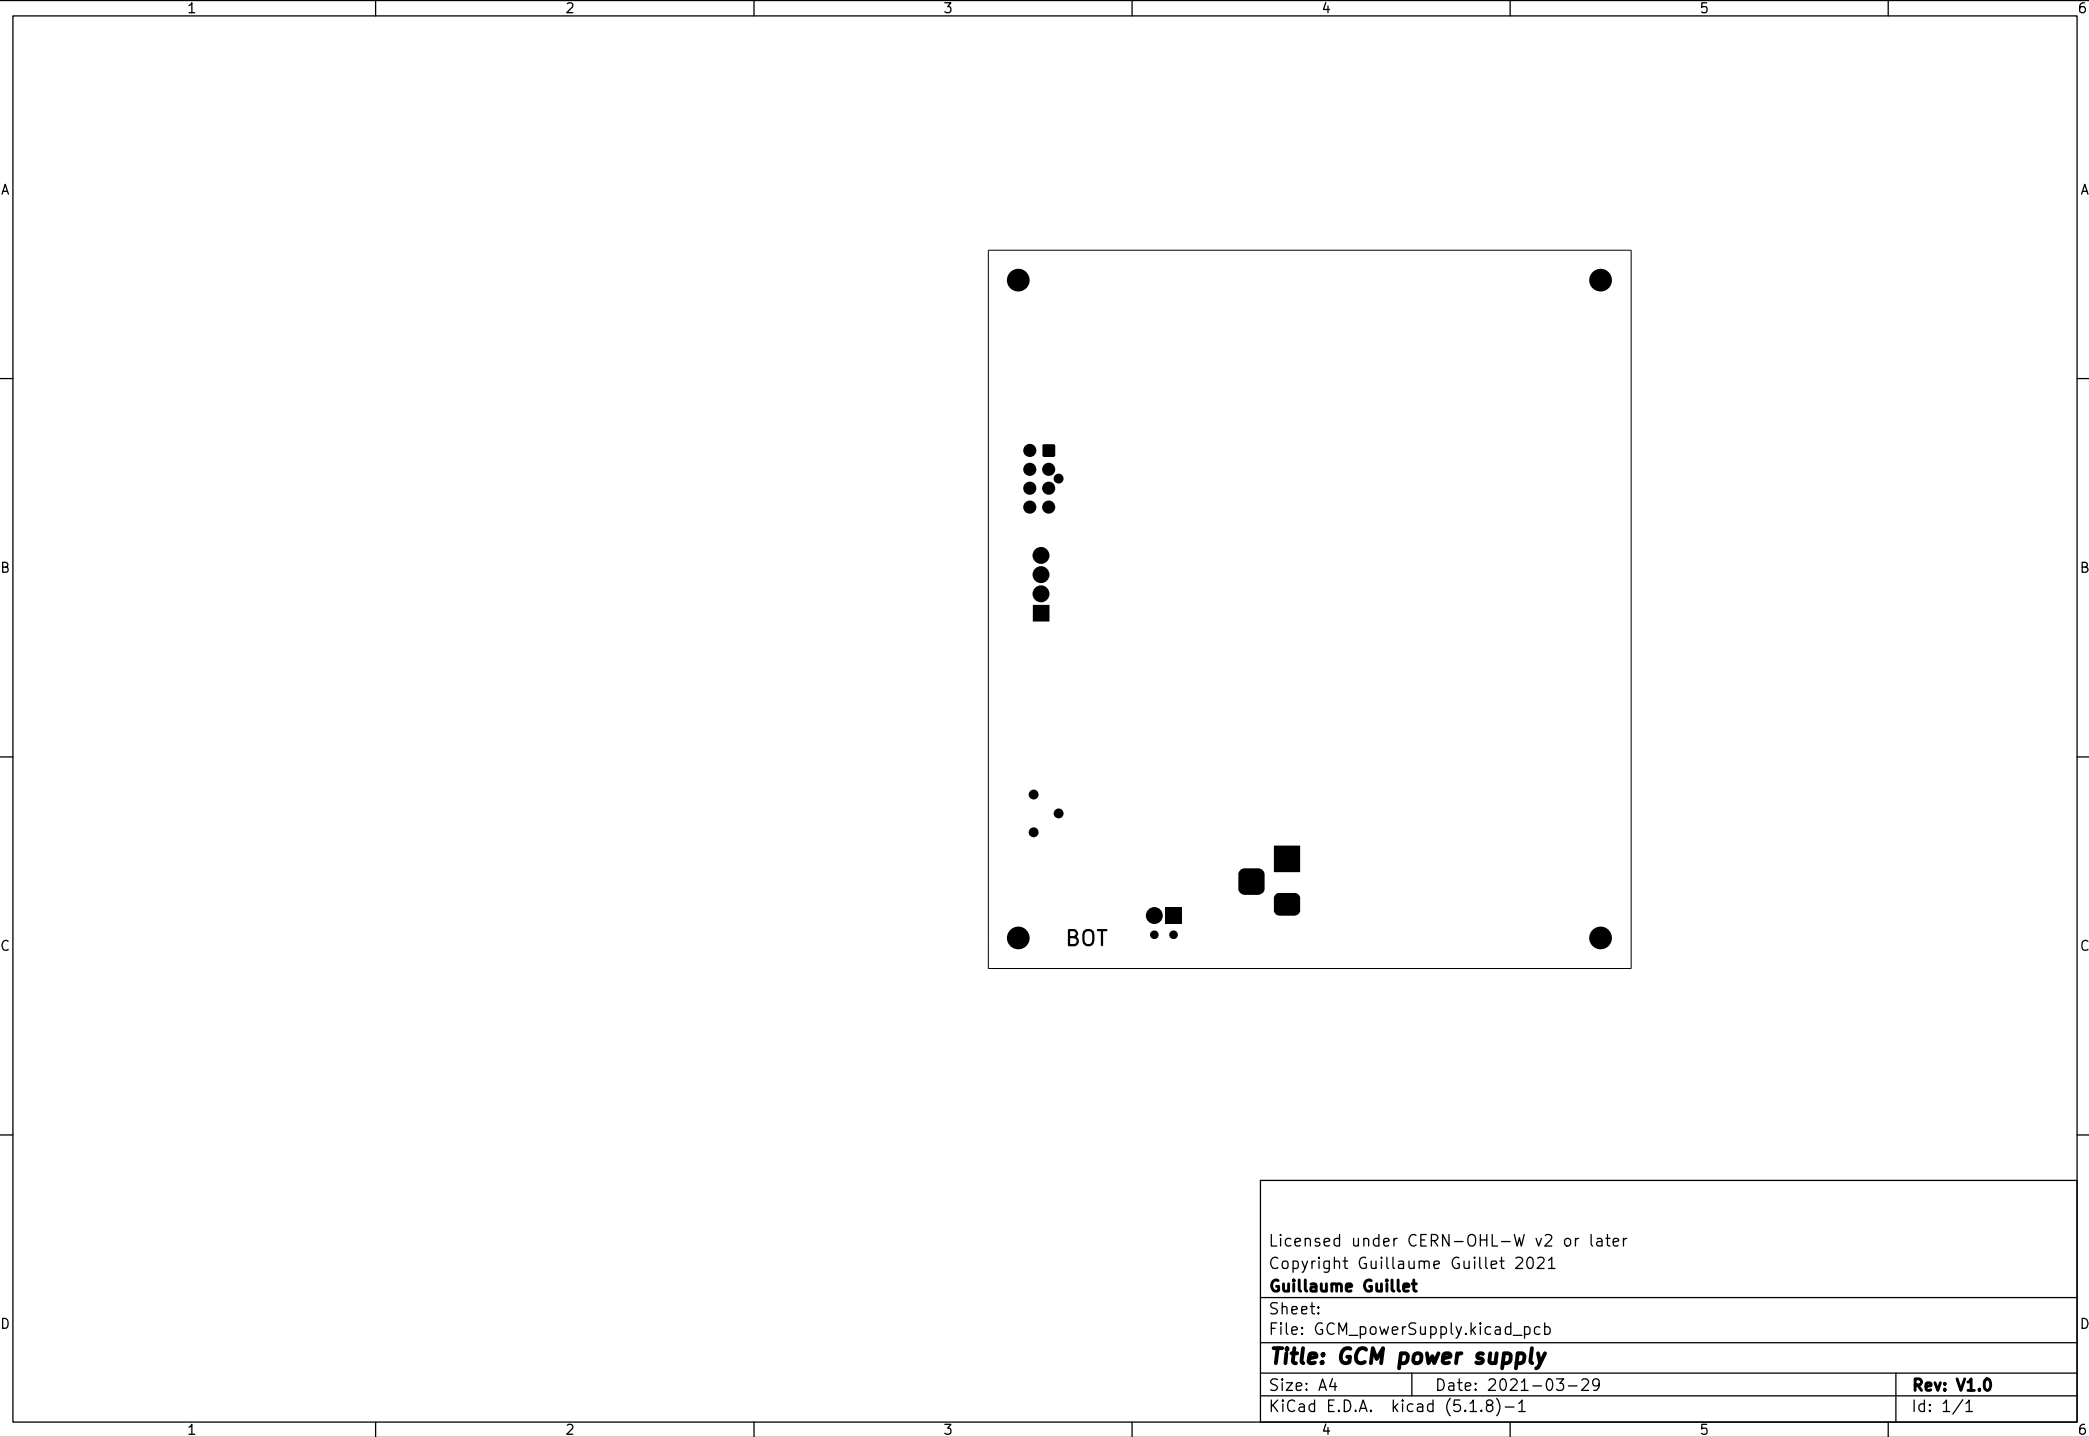 1 2 3 4 5 6
A A
B B
BOT
C C
Licensed under CERN-OHL-W v2 or later
Copyright Guillaume Guillet 2021
Guillaume Guillet
Sheet:
D D
File: GCM_powerSupply.kicad_pcb
Title: GCM power supply
Size: A4 Date: 2021-03-29 Rev: V1.0
KiCad E.D.A. kicad (5.1.8)-1 Id: 1/1
1 2 3 4 5 6